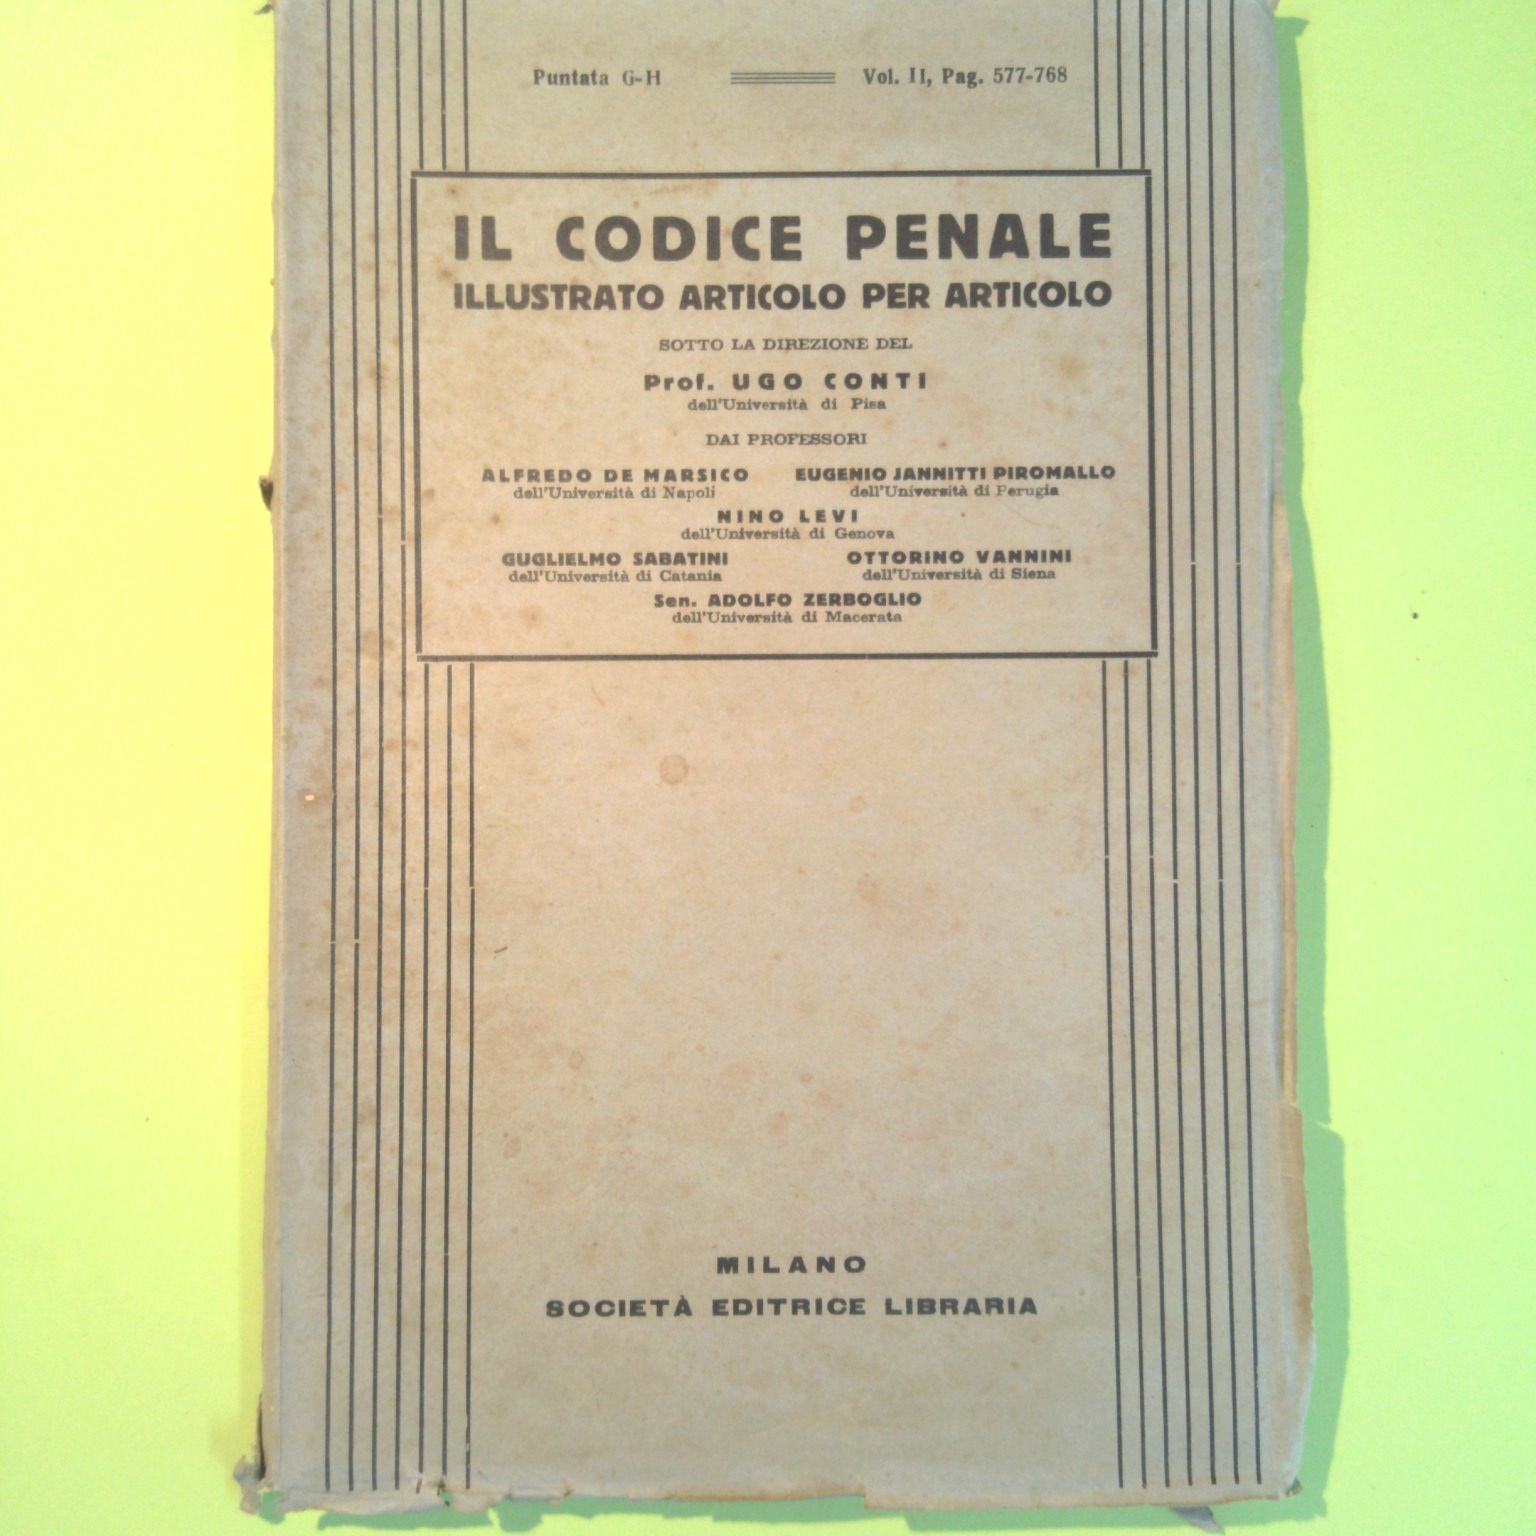 Puntata G-H Vol. II, Pag. 577-768
IL CODICE PENALE
ILLUSTRATO ARTICOLO PER ARTICOLO
SOTTO LA DIREZIONE DEL
Prof. UGO CONTI
dell'Università di Pisa
DAI PROFESSORI
ALFREDO DE MARSICO EUGENIO JANNITTI PIROMALLO
dell'Università di Napoli dell'Università di Perugia
NINO LEVI
dell'Università di Genova
GUGLIELMO SABATINI OTTORINO VANNINI
dell'Università di Catania dell'Università di Siena
Sen. ADOLFO ZERBOGLIO
dell'Università di Macerata
MILANO
SOCIETÀ EDITRICE LIBRARIA